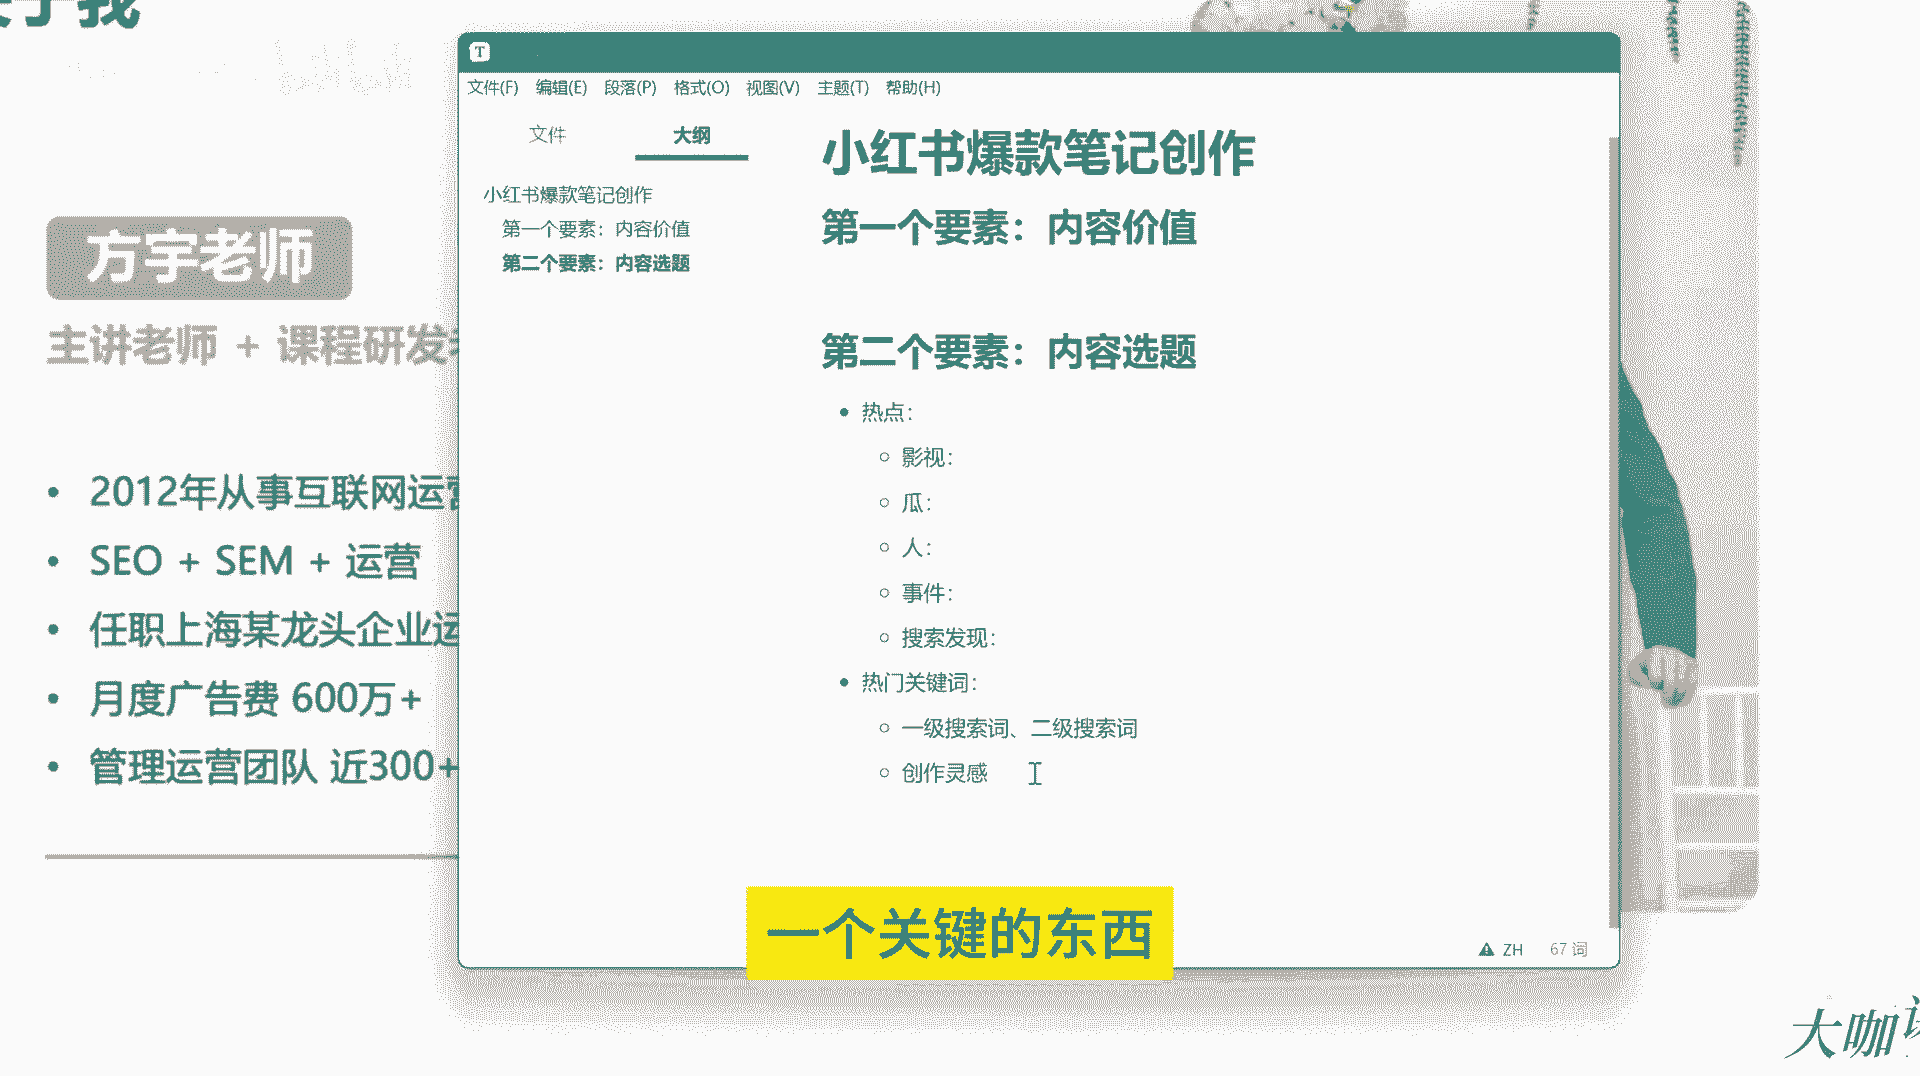 于我
方宇老师
主讲老师 + 课程研发
2012年从事互联网运营
SEO + SEM + 运营
任职上海某龙头企业运
月度广告费 600万+
管理运营团队 近300+
T
文件(F) 编辑(E) 段落(P) 格式(O) 视图(V) 主题(T) 帮助(H)
文件 大纲
小红书爆款笔记创作
第一个要素：内容价值
第二个要素：内容选题
小红书爆款笔记创作
第一个要素：内容价值
第二个要素：内容选题
热点：
影视：
瓜：
人：
事件：
搜索发现：
热门关键词：
一级搜索词、二级搜索词
创作灵感
一个关键的东西
ZH 67 词
大咖